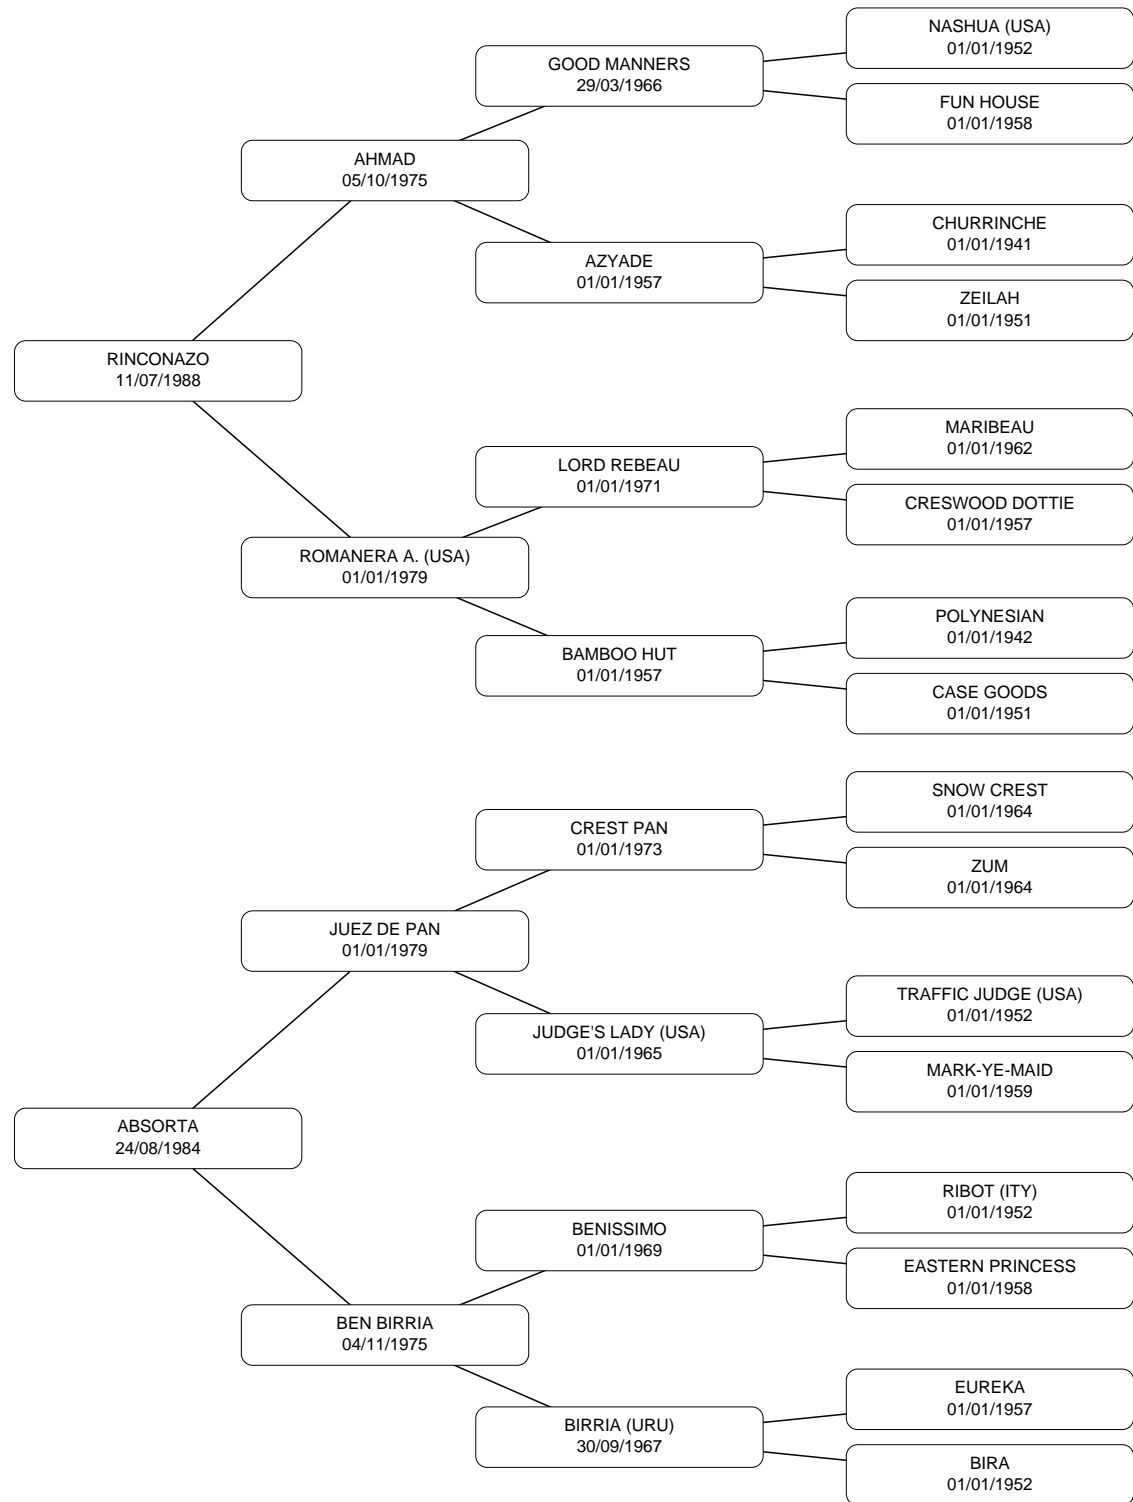 NASHUA (USA)
01/01/1952
GOOD MANNERS
29/03/1966
FUN HOUSE
01/01/1958
AHMAD
05/10/1975
CHURRINCHE
01/01/1941
AZYADE
01/01/1957
ZEILAH
01/01/1951
RINCONAZO
11/07/1988
MARIBEAU
01/01/1962
LORD REBEAU
01/01/1971
CRESWOOD DOTTIE
01/01/1957
ROMANERA A. (USA)
01/01/1979
POLYNESIAN
01/01/1942
BAMBOO HUT
01/01/1957
CASE GOODS
01/01/1951
SNOW CREST
01/01/1964
CREST PAN
01/01/1973
ZUM
01/01/1964
JUEZ DE PAN
01/01/1979
TRAFFIC JUDGE (USA)
01/01/1952
JUDGE'S LADY (USA)
01/01/1965
MARK-YE-MAID
01/01/1959
ABSORTA
24/08/1984
RIBOT (ITY)
01/01/1952
BENISSIMO
01/01/1969
EASTERN PRINCESS
01/01/1958
BEN BIRRIA
04/11/1975
EUREKA
01/01/1957
BIRRIA (URU)
30/09/1967
BIRA
01/01/1952